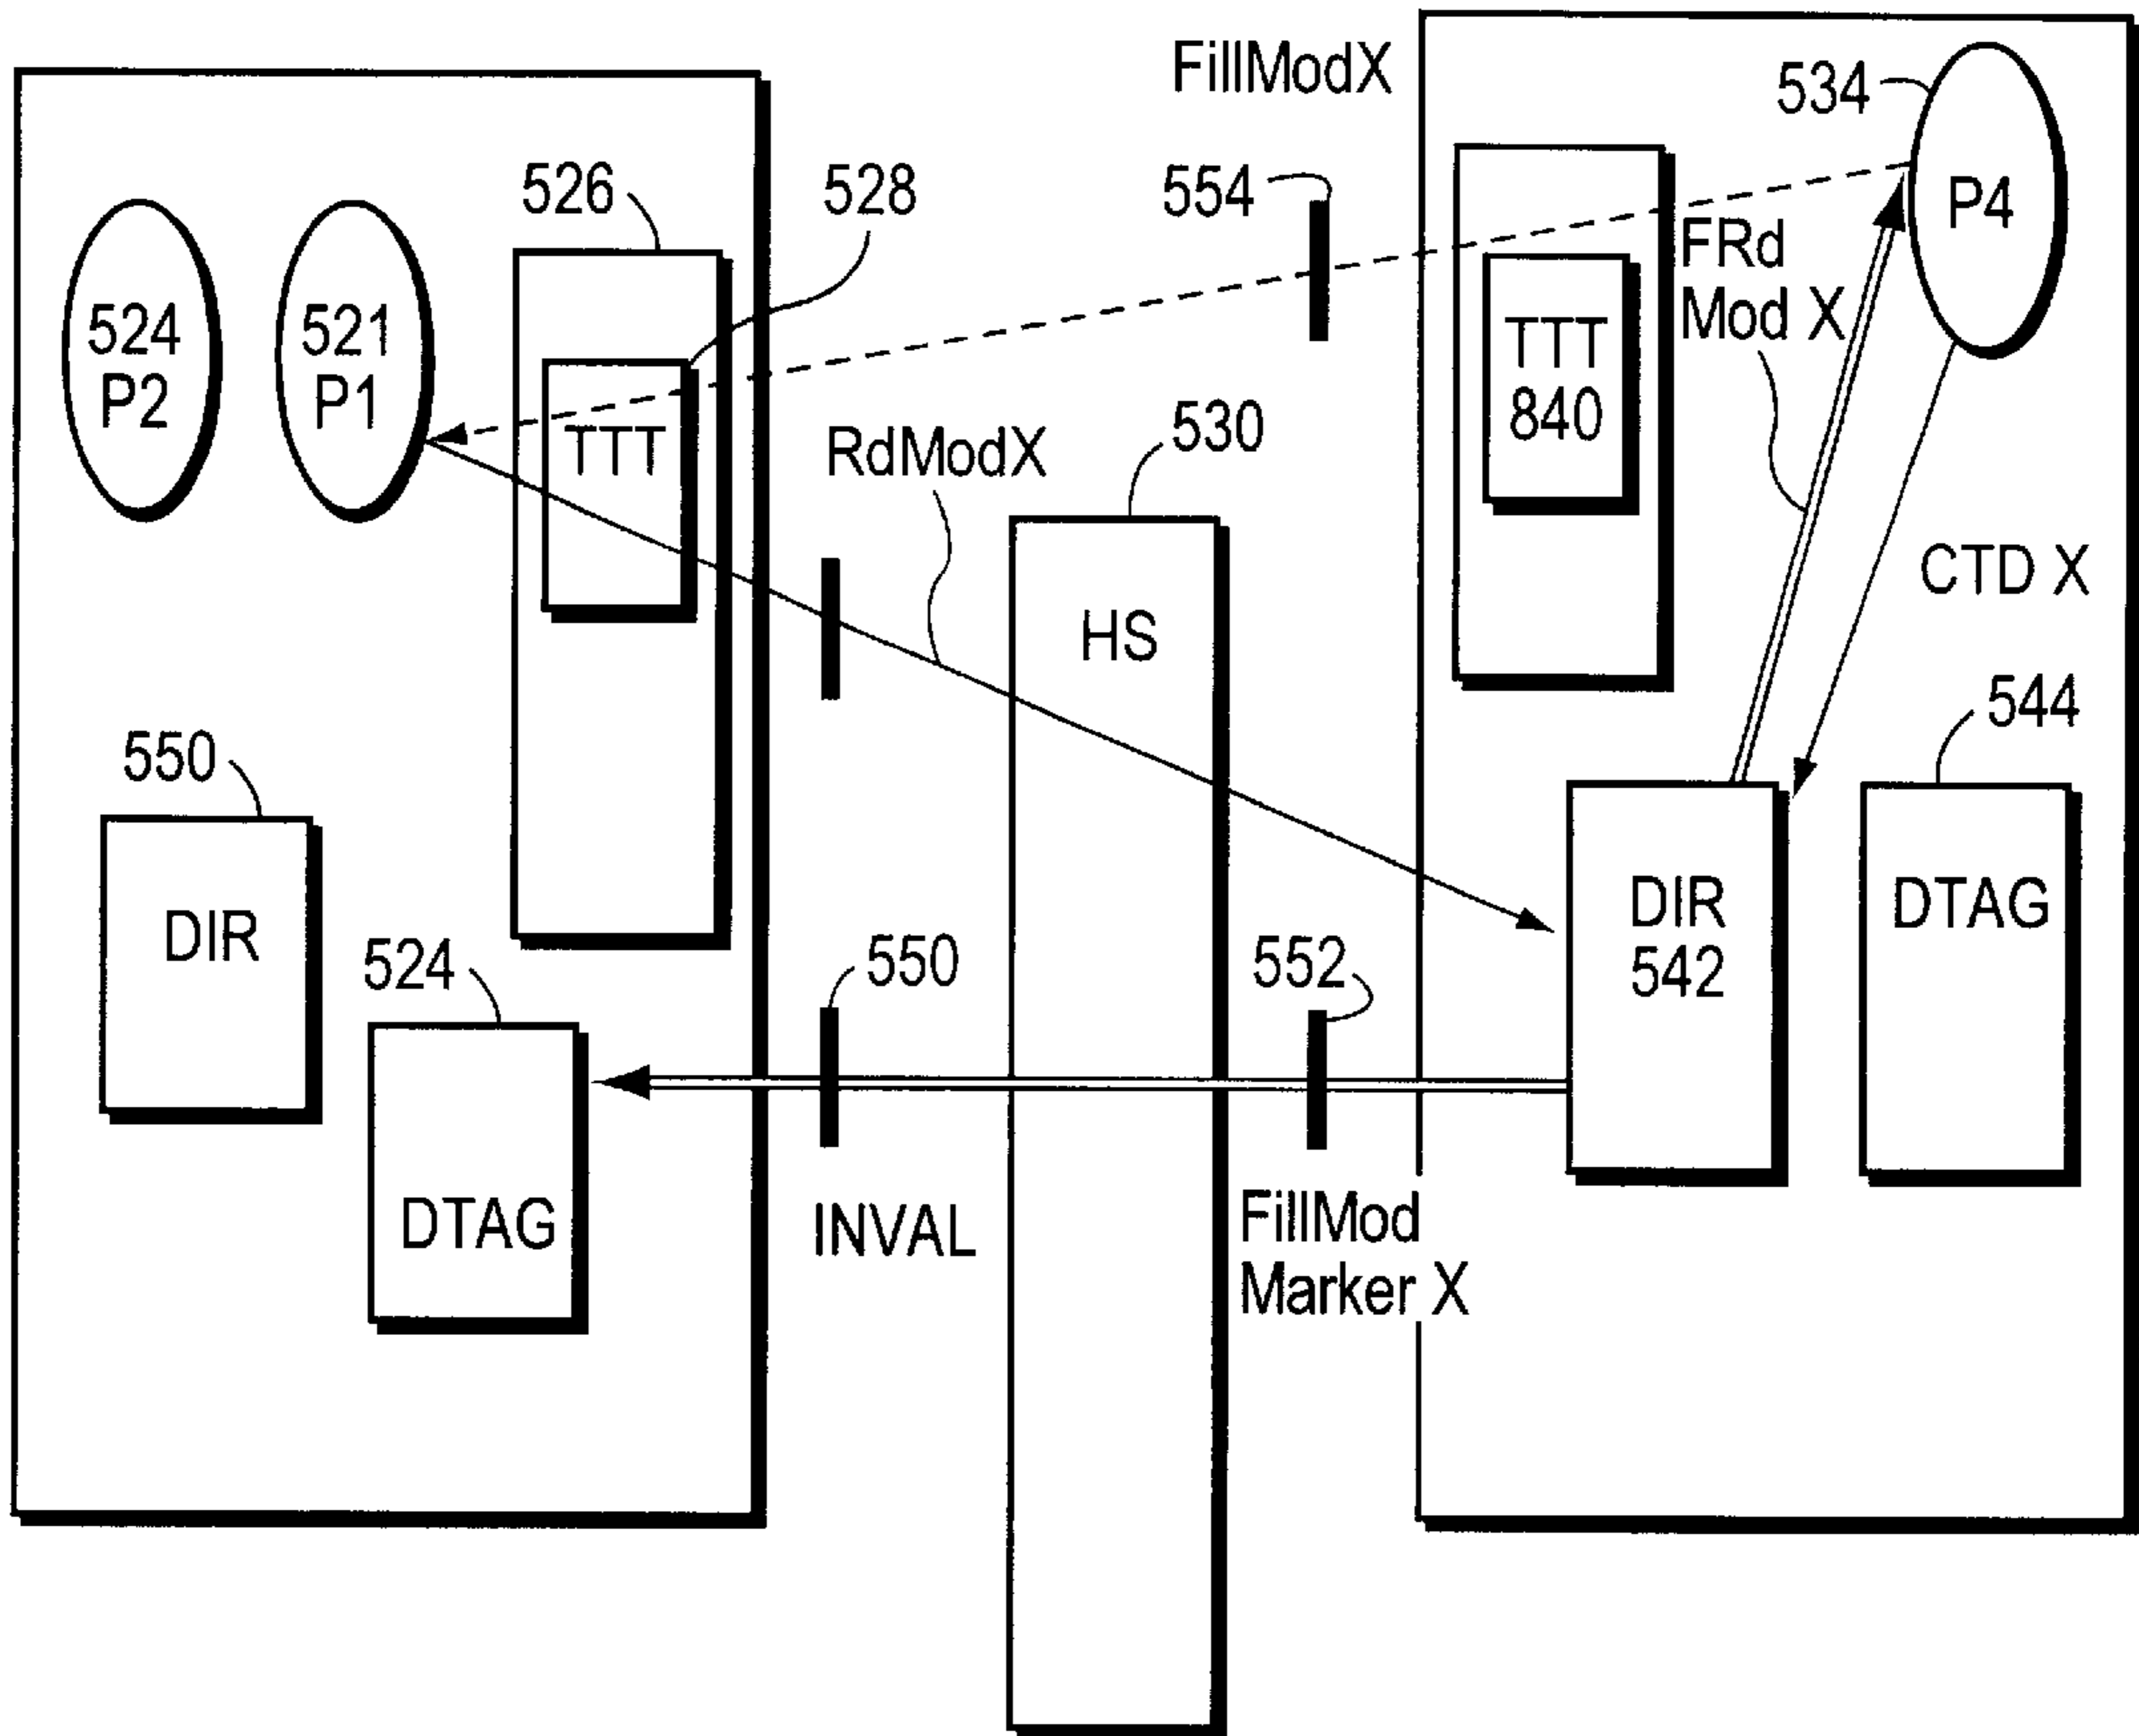 FillModX
534
P4
526
528
554
FRd
Mod X
524
P2
521
P1
TTT
TTT
840
RdModX
530
HS
CTD X
550
544
DIR
524
550
552
DIR
542
DTAG
DTAG
INVAL
FillMod
Marker X